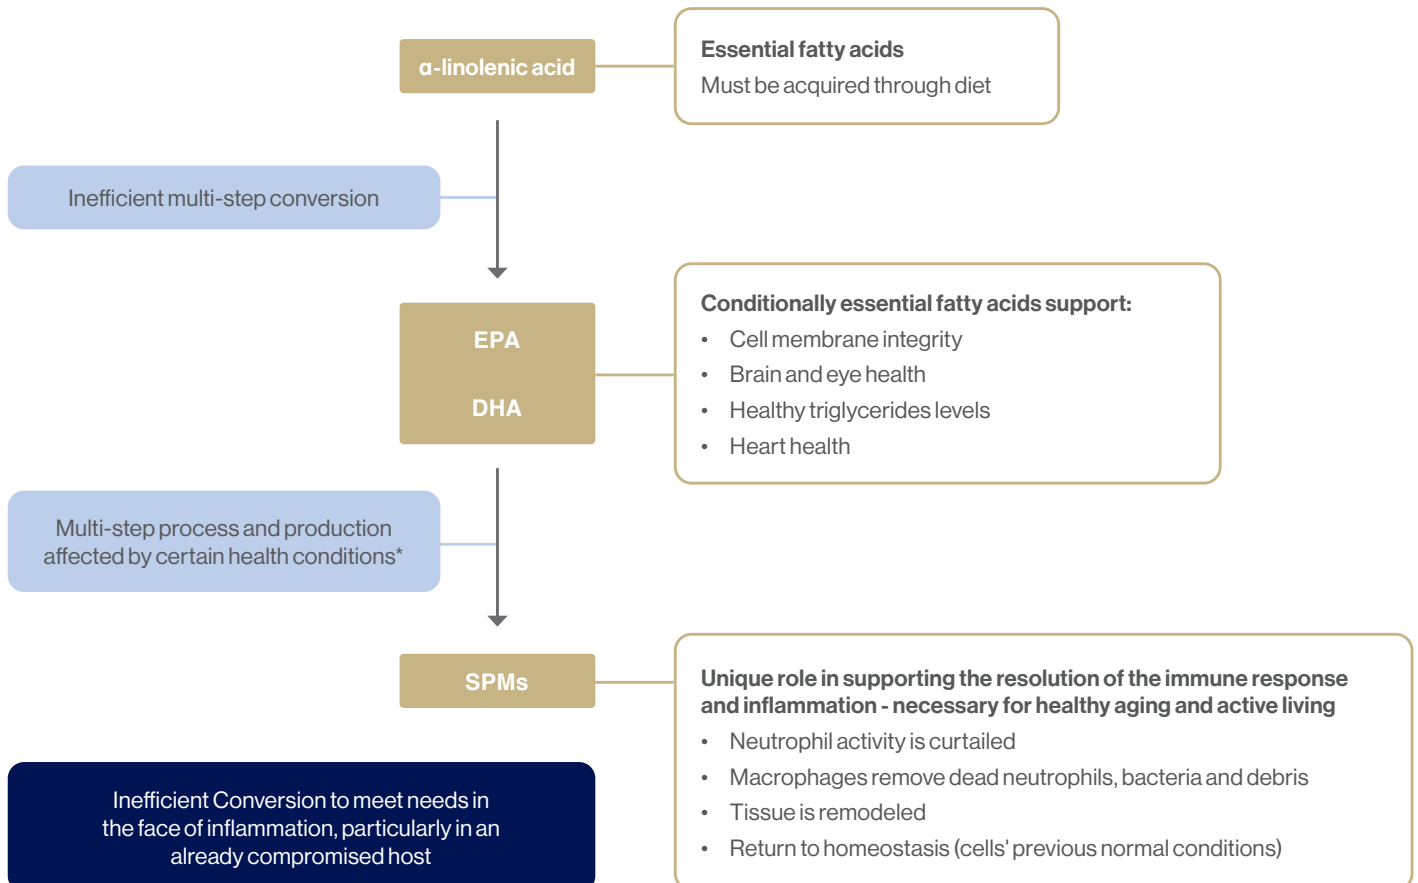 α-linolenic acid
Essential fatty acids
Must be acquired through diet
Inefficient multi-step conversion
EPA
DHA
Conditionally essential fatty acids support:
• Cell membrane integrity
• Brain and eye health
• Healthy triglycerides levels
• Heart health
Multi-step process and production
affected by certain health conditions*
SPMs
Unique role in supporting the resolution of the immune response
and inflammation - necessary for healthy aging and active living
• Neutrophil activity is curtailed
• Macrophages remove dead neutrophils, bacteria and debris
• Tissue is remodeled
• Return to homeostasis (cells' previous normal conditions)
Inefficient Conversion to meet needs in
the face of inflammation, particularly in an
already compromised host